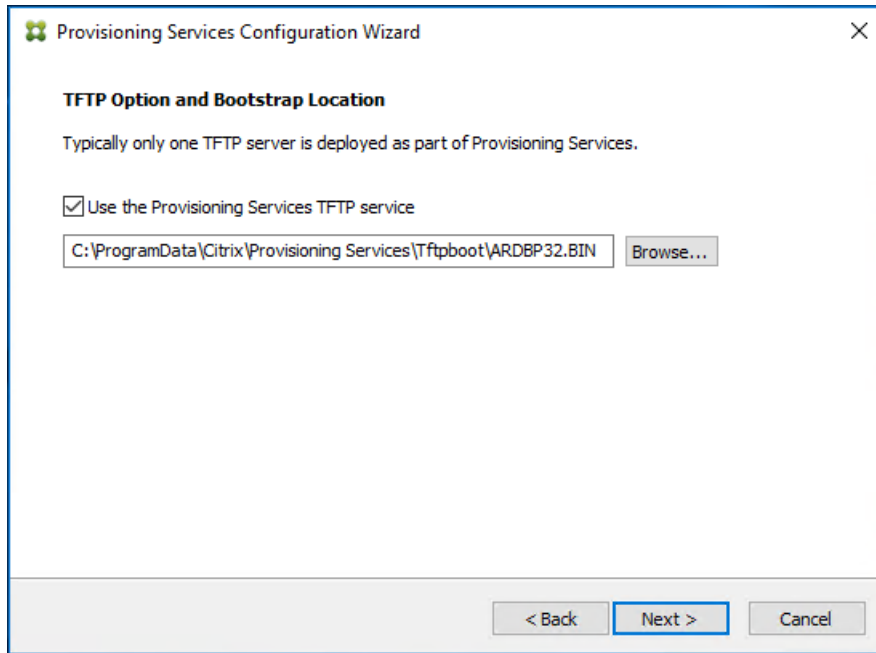 Provisioning Services Configuration Wizard
TFTP Option and Bootstrap Location
Typically only one TFTP server is deployed as part of Provisioning Services.
Use the Provisioning Services TFTP service
C:\ProgramData\Citrix\Provisioning Services\Tftpboot\ARDBP32.BIN
Browse...
< Back
Next >
Cancel